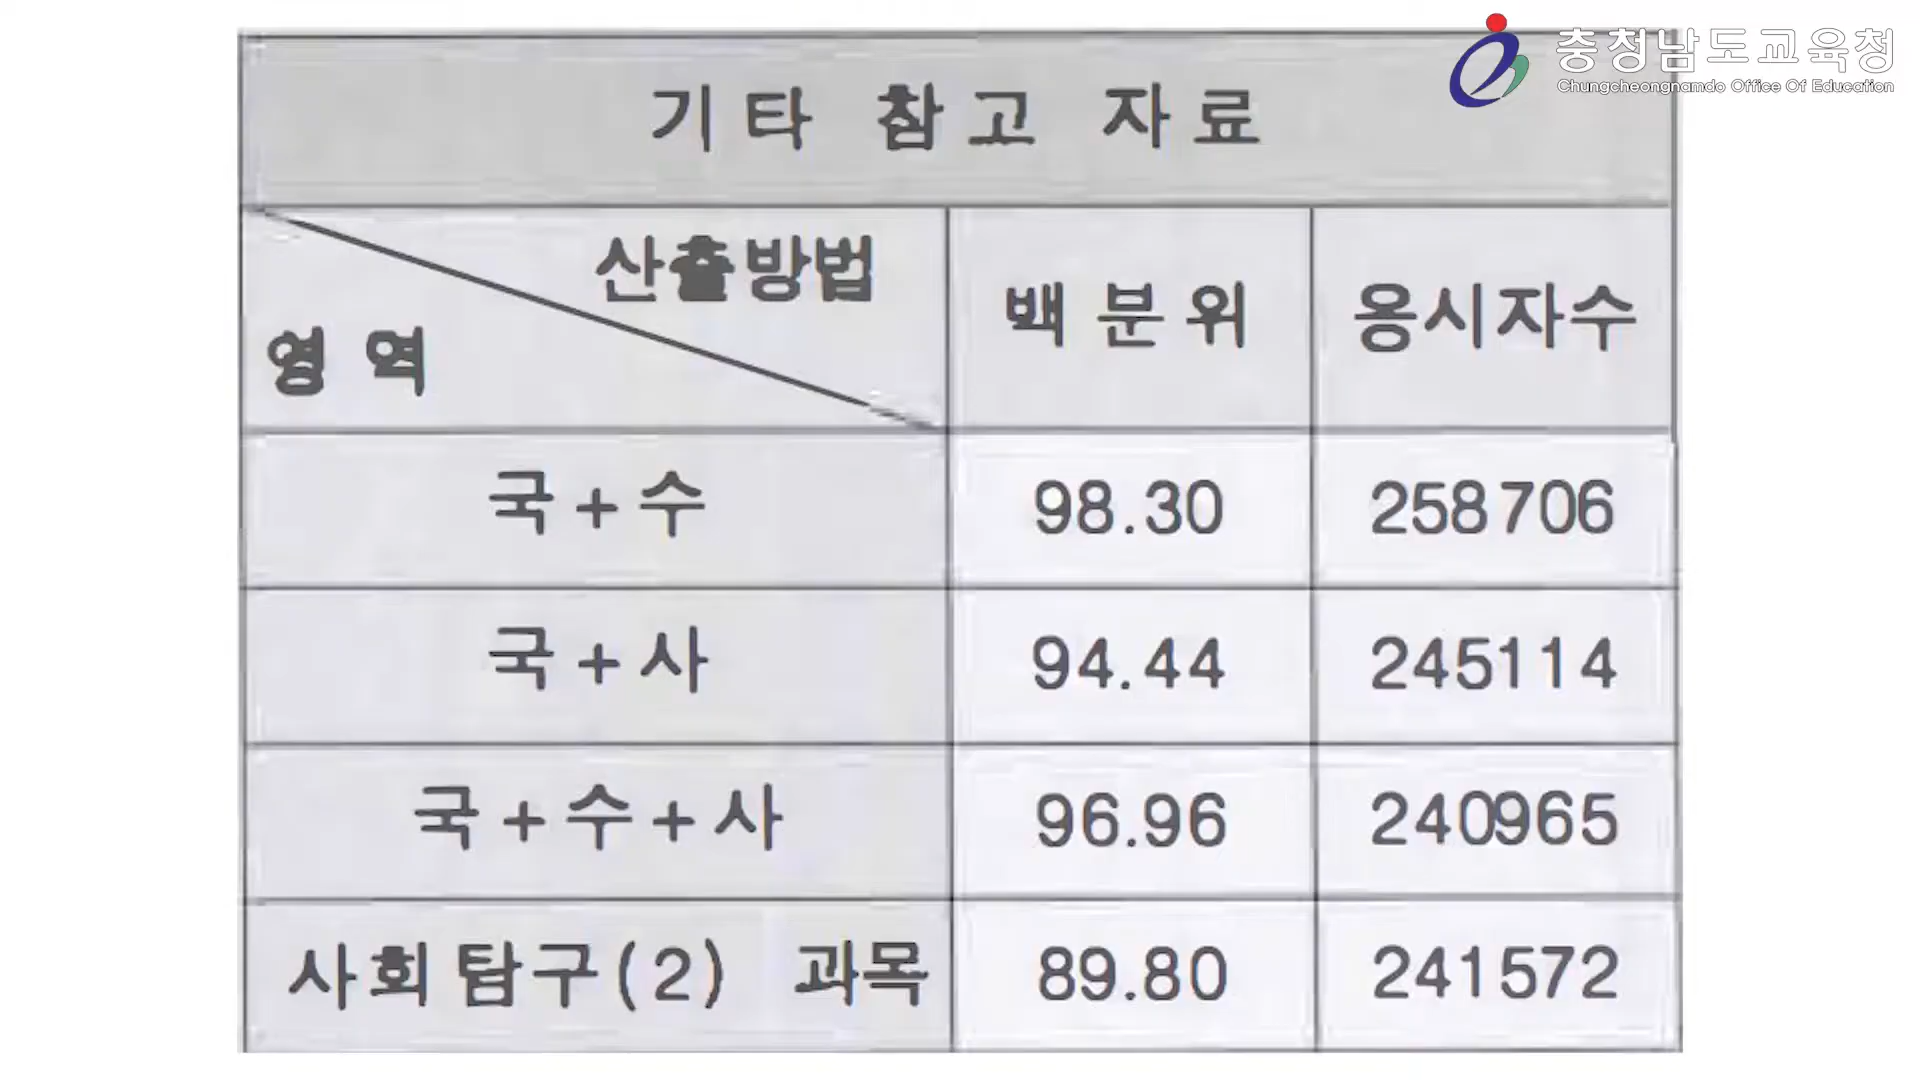 충청남도교육청
Chungcheongnamdo Office Of Education
기타 참고 자료
산출방법
영역
백분위
응시자수
국+수 98.30 258706
국+사 94.44 245114
국+수+사 96.96 240965
사회탐구(2) 과목 89.80 241572